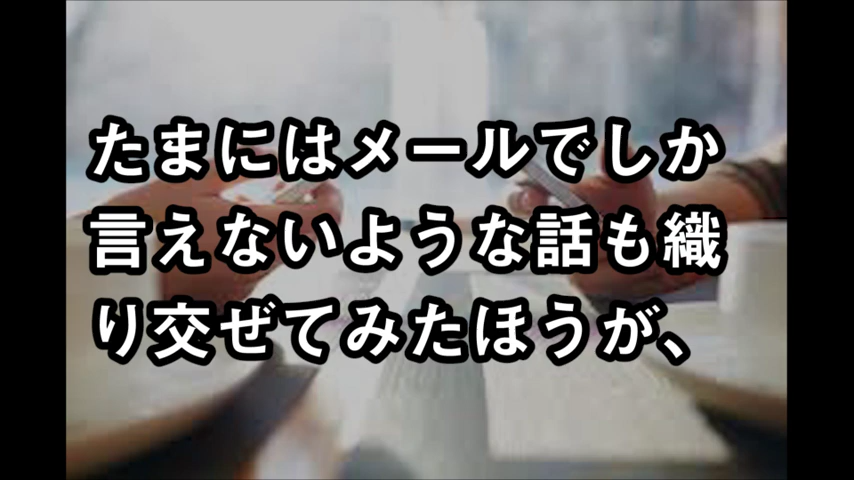 たまにはメールでしか
言えないような話も織
り交ぜてみたほうが、